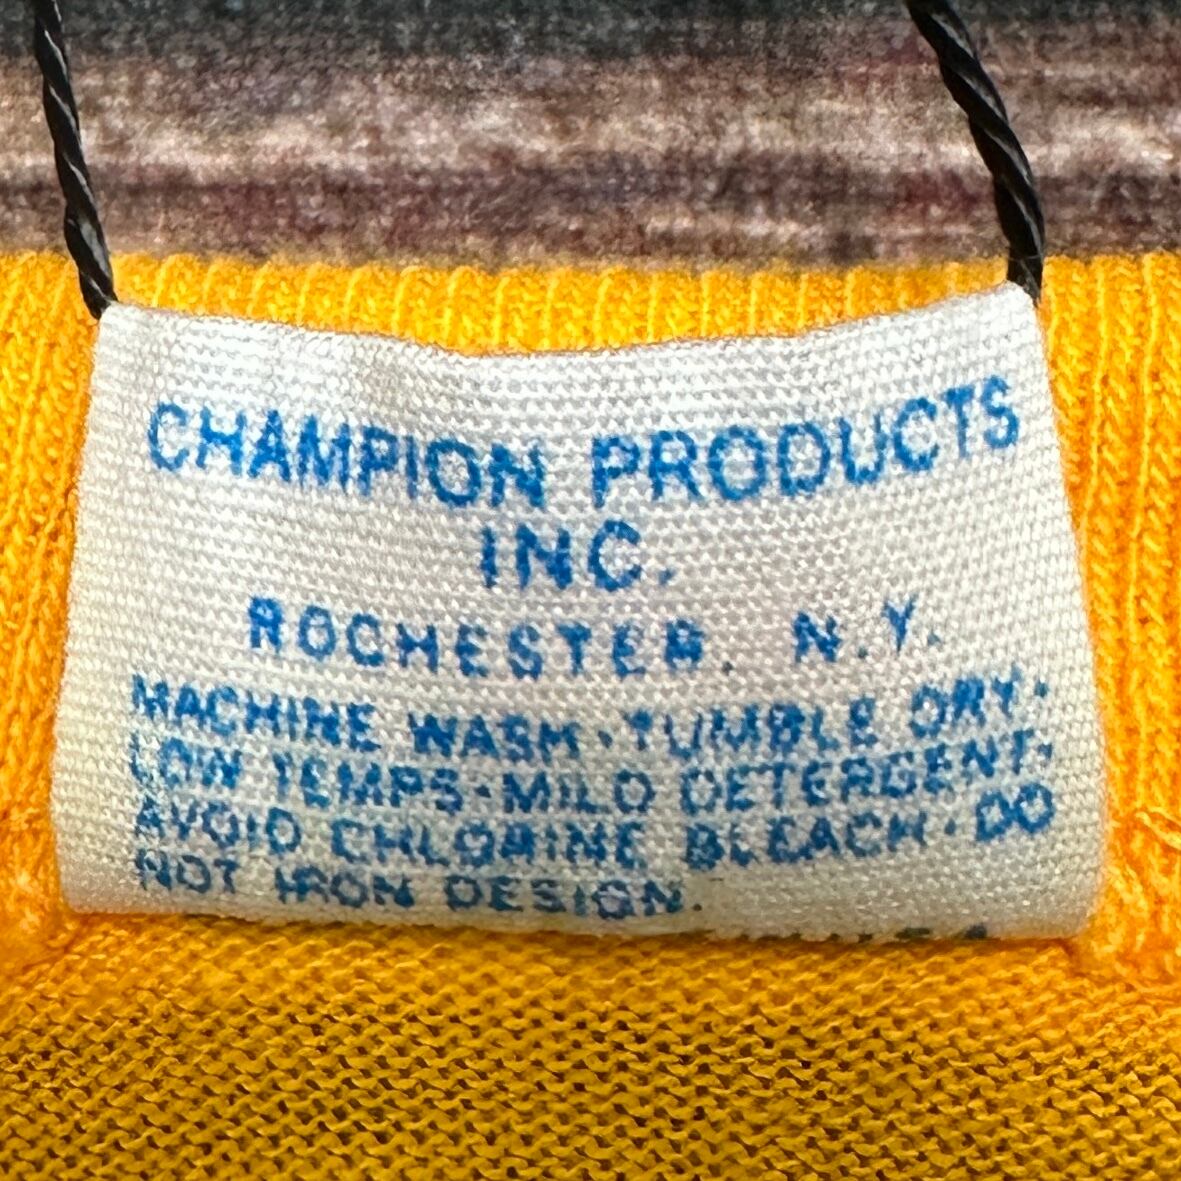 CHAMPION PRODUCTS
INC.
ROCHESTER, N.Y.
MACHINE WASH·TUMBLE DRY·
LOW TEMPS·MILD DETERGENT·
AVOID CHLORINE BLEACH·DO
NOT IRON DESIGN.